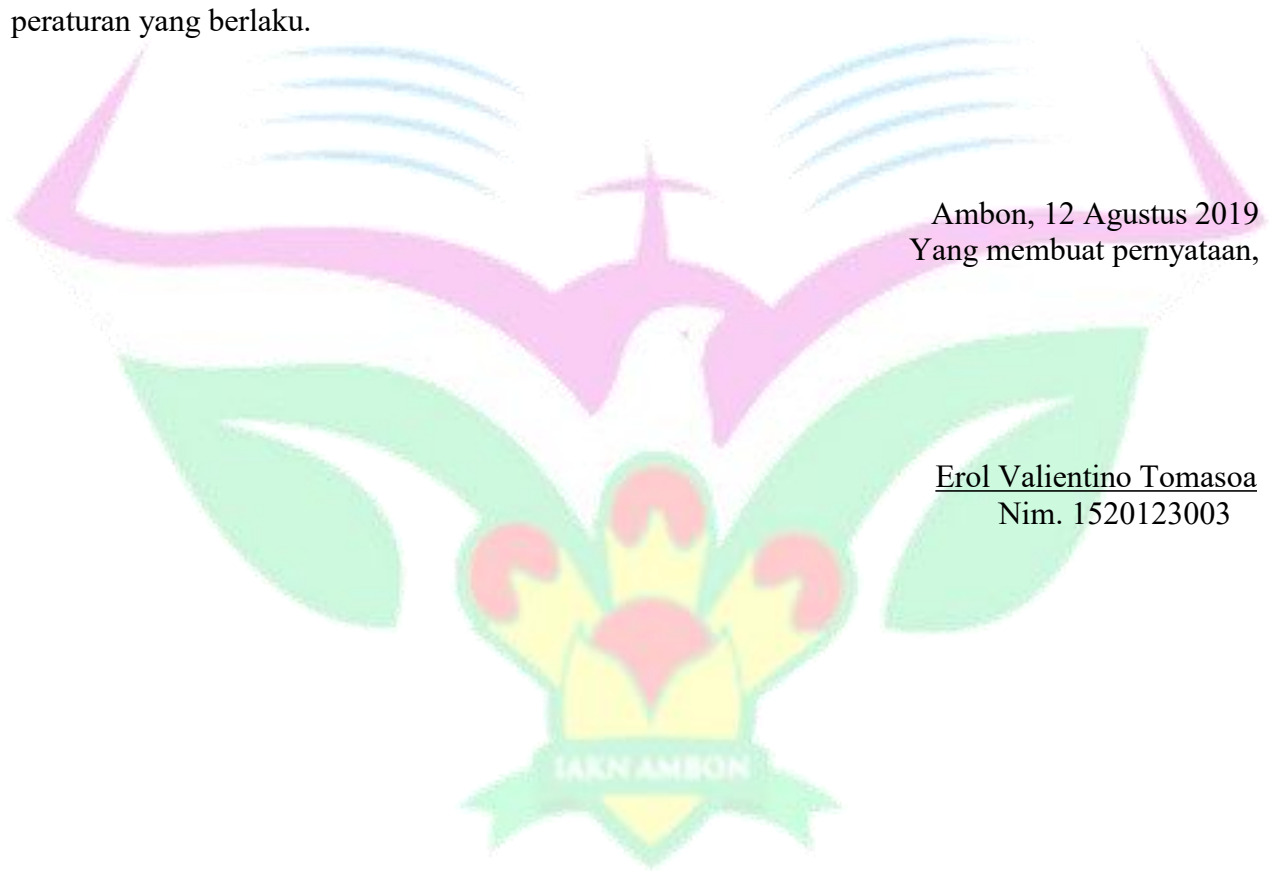 peraturan yang berlaku.
Ambon, 12 Agustus 2019
Yang membuat pernyataan,
Erol Valientino Tomasoa
Nim. 1520123003
IAKN AMBON